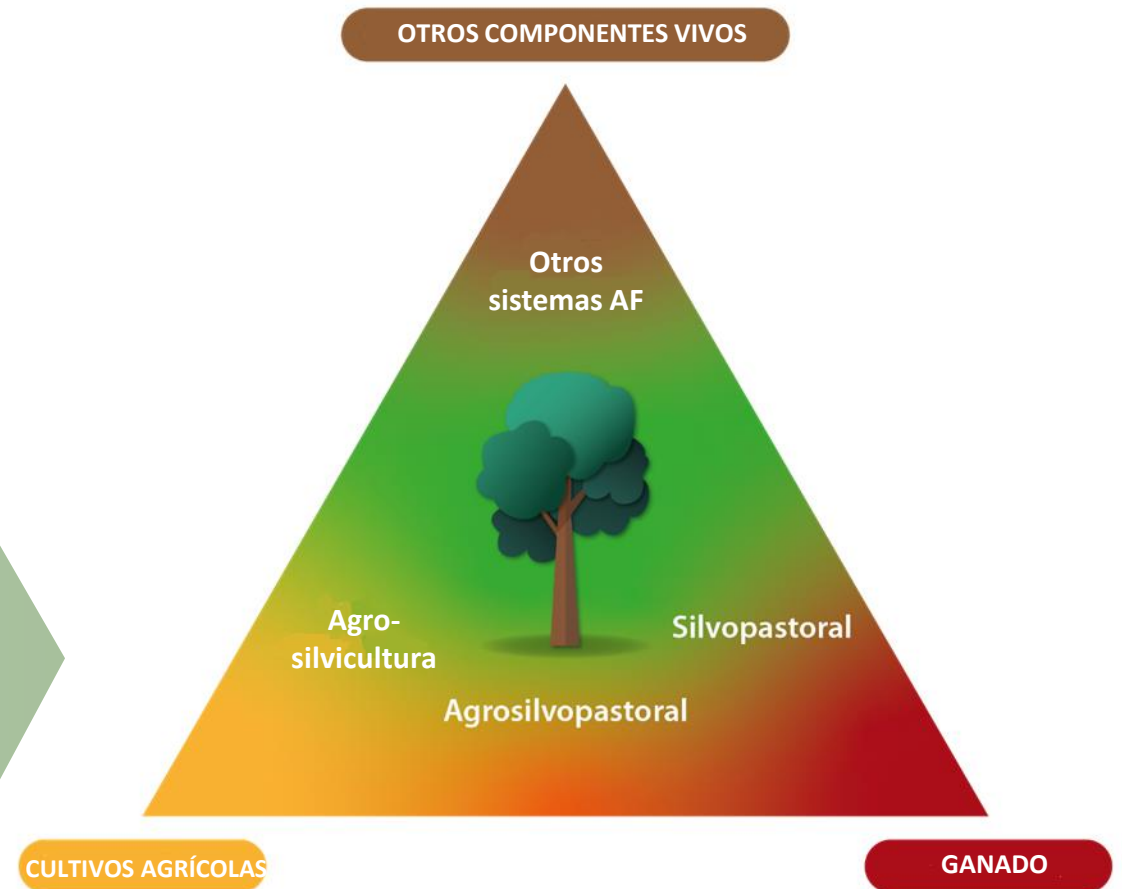 OTROS COMPONENTES VIVOS
Otros
sistemas AF
Agro-
silvicultura
Silvopastoral
Agrosilvopastoral
CULTIVOS AGRÍCOLAS
GANADO